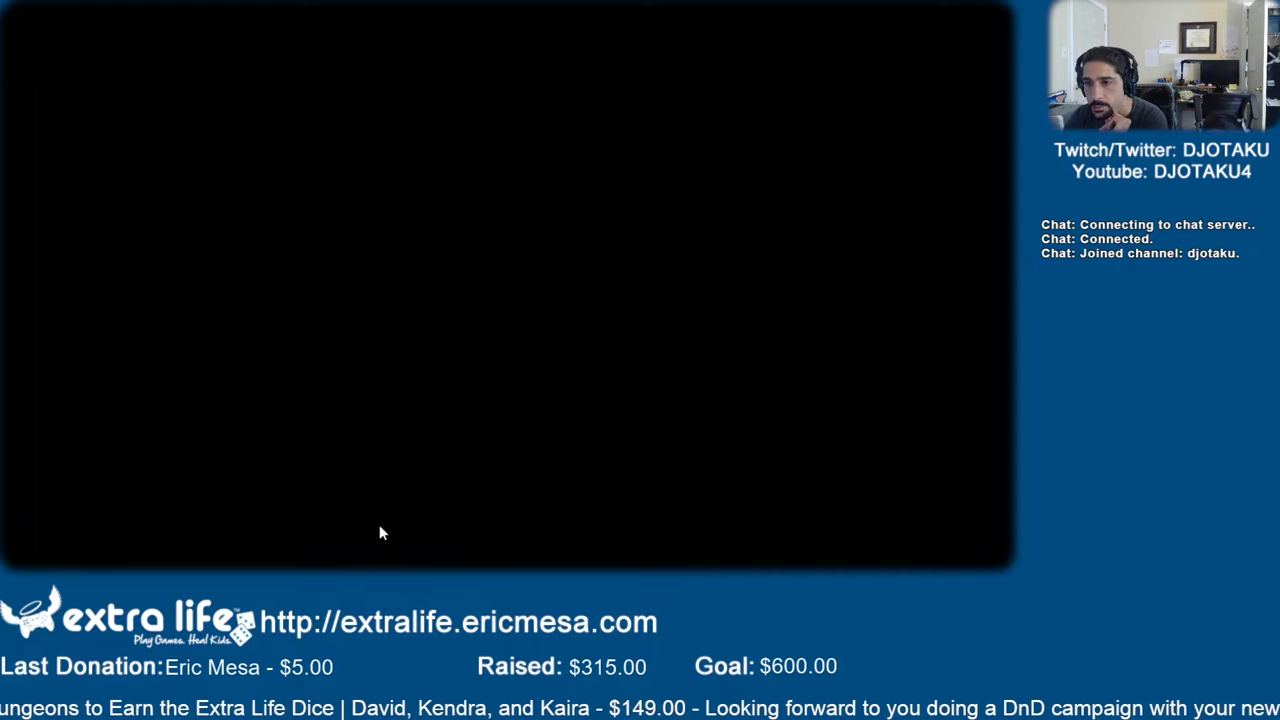 Twitch/Twitter: DJOTAKU
Youtube: DJOTAKU4
Chat: Connecting to chat server..
Chat: Connected.
Chat: Joined channel: djotaku.
extra life
Play Games. Heal Kids.
http://extralife.ericmesa.com
Last Donation: Eric Mesa - $5.00 Raised: $315.00 Goal: $600.00
ungeons to Earn the Extra Life Dice | David, Kendra, and Kaira - $149.00 - Looking forward to you doing a DnD campaign with your new